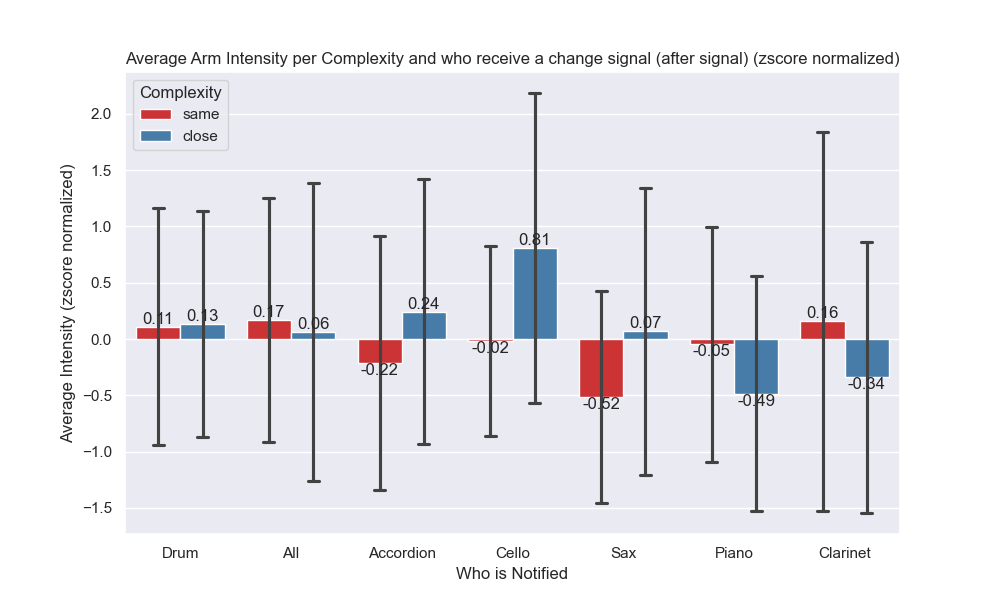 Average Arm Intensity per Complexity and who receive a change signal (after signal) (zscore normalized)
Complexity
same
close
Average Intensity (zscore normalized)
2.0
1.5
1.0
0.5
0.0
−0.5
−1.0
−1.5
0.11
0.13
0.17
0.06
-0.22
0.24
-0.02
0.81
-0.52
0.07
-0.05
-0.49
0.16
-0.34
Drum
All
Accordion
Cello
Sax
Piano
Clarinet
Who is Notified